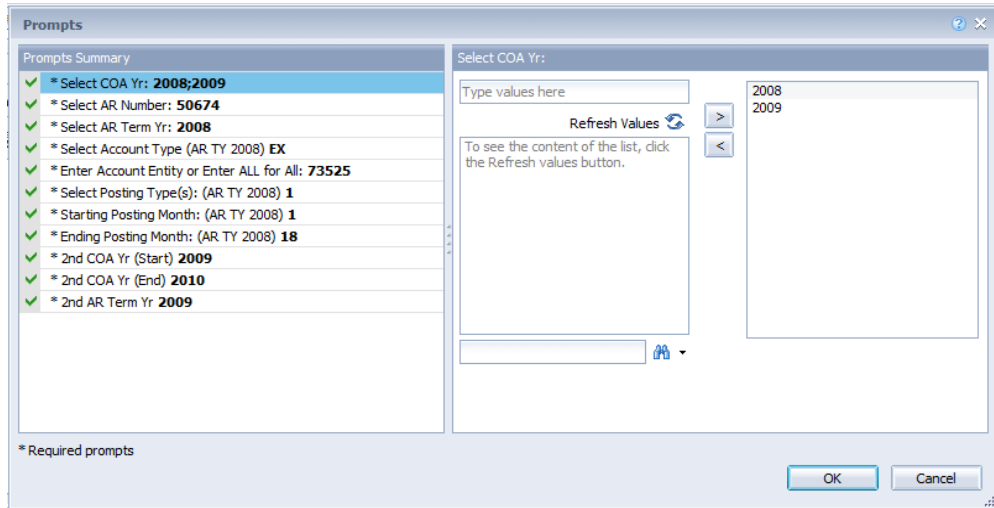 Prompts
Prompts Summary
* Select COA Yr: 2008;2009
* Select AR Number: 50674
* Select AR Term Yr: 2008
* Select Account Type (AR TY 2008) EX
* Enter Account Entity or Enter ALL for All: 73525
* Select Posting Type(s): (AR TY 2008) 1
* Starting Posting Month: (AR TY 2008) 1
* Ending Posting Month: (AR TY 2008) 18
* 2nd COA Yr (Start) 2009
* 2nd COA Yr (End) 2010
* 2nd AR Term Yr 2009
Select COA Yr:
Type values here
Refresh Values
To see the content of the list, click
the Refresh values button.
>
<
2008
2009
* Required prompts
OK
Cancel